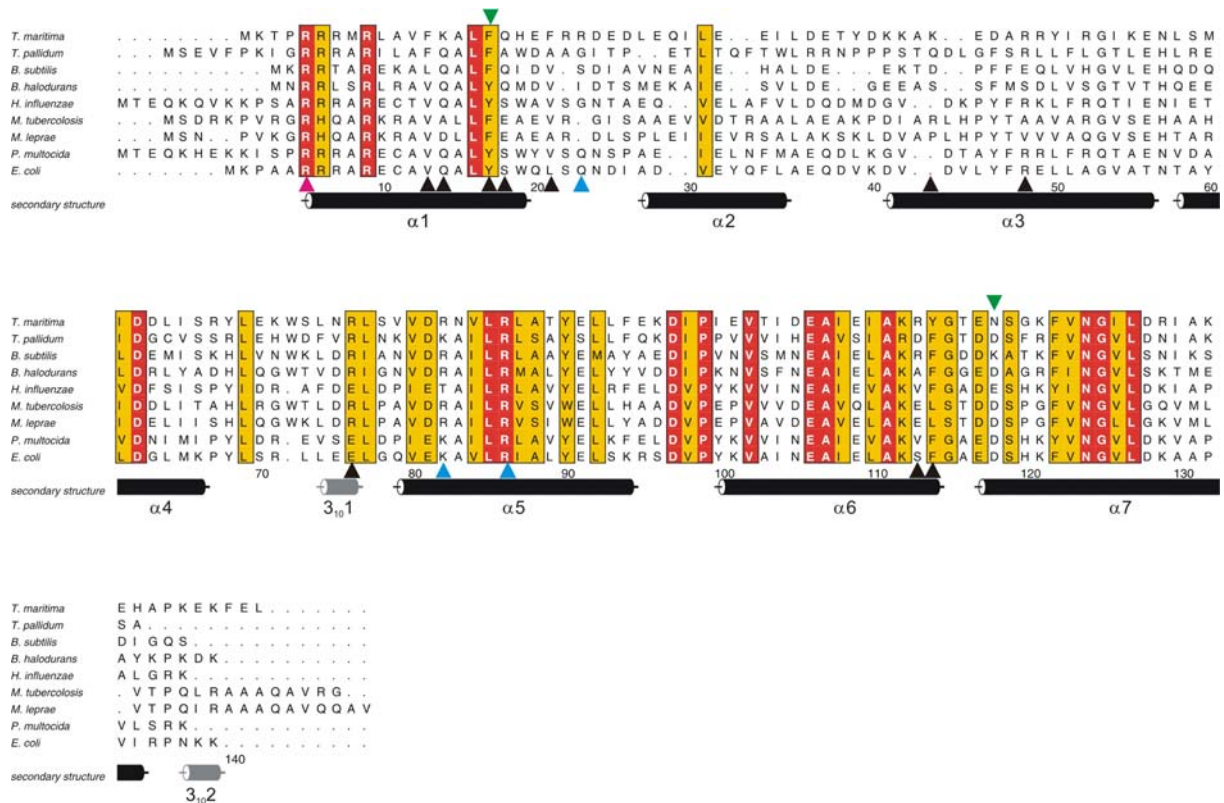 T. maritima . . . . . . . . M K T P R R R M R L A V F K A L F Q H E F R R D E D L E Q I L E . . E I L D E T Y D K K A K . . E D A R R Y I R G I K E N L S M
T. pallidum . . . M S E V F P K I G R R R A R I L A F Q A L F A W D A A G I T P . . E T L T Q F T W L R R N P P P S T Q D L G F S R L L F L G T L E H L R E
B. subtilis . . . . . . . . . . M K R R T A R E K A L Q A L F Q I D V . S D I A V N E A I E . . H A L D E . . . E K T D . . P F F E Q L V H G V L E H Q D Q
B. halodurans . . . . . . . . . . M N R R L S R L R A V Q A L Y Q M D V . I D T S M E K A I E . . S V L D E . . G E E A S . . S F M S D L V S G T V T H Q E E
H. influenzae M T E Q K Q V K K P S A R R R A R E C T V Q A L Y S W A V S G N T A E Q . . V E L A F V L D Q D M D G V . . D K P Y F R K L F R Q T I E N I E T
M. tubercolosis . . . M S D R K P V R G R H Q A R K R A V A L L F E A E V R . G I S A A E V V D T R A A L A E A K P D I A R L H P Y T A A V A R G V S E H A A H
M. leprae . . . M S N . . P V K G R H Q A R K R A V D L L F E A E A R . D L S P L E I I E V R S A L A K S K L D V A P L H P Y T V V V A Q G V S E H T A R
P. multocida M T E Q K H E K K I S P R R R A R E C A V Q A L Y S W Y V S Q N S P A E . . I E L N F M A E Q D L K G V . . D T A Y F R R L F R Q T A E N V D A
E. coli . . . . . . . . M K P A A R R R A R E C A V Q A L Y S W Q L S Q N D I A D . . V E Y Q F L A E Q D V K D V . . D V L Y F R E L L A G V A T N T A Y
10 20 30 40 50 60
secondary structure
α1 α2 α3
T. maritima I D D L I S R Y L E K W S L N R L S V V D R N V L R L A T Y E L L F E K D I P I E V T I D E A I E I A K R Y G T E N S G K F V N G I L D R I A K
T. pallidum I D G C V S S R L E H W D F V R L N K V D K A I L R L S A Y S L L F Q K D I P P V V V I H E A V S I A R D F G T D D S F R F V N G V L D N I A K
B. subtilis L D E M I S K H L V N W K L D R I A N V D R A I L R L A A Y E M A Y A E D I P V N V S M N E A I E L A K R F G D D K A T K F V N G V L S N I K S
B. halodurans L D R L Y A D H L Q G W T V D R I G N V D R A I L R M A L Y E L Y Y V D D I P K N V S F N E A I E L A K A F G D E D A G R F I N G V L S K T M E
H. influenzae V D F S I S P Y I D R . A F D E L D P I E T A I L R L A V Y E L R F E L D V P Y K V V I N E A I E V A K V F G A D E S H K Y I N G V L D K I A P
M. tubercolosis I D D L I T A H L R G W T L D R L P A V D R A I L R V S V W E L L H A A D V P E P V V V D E A V Q L A K E L S T D D S P G F V N G V L G Q V M L
M. leprae I D E L I I S H L Q G W K L D R L P A V D R A I L R V S I W E L L Y A D D V P E P V A V D E A V E L A K E L S T D D S P G F V N G L L G K V M L
P. multocida V D N I M I P Y L D R . E V S E L D P I E K A I L R L A V Y E L K F E L D V P Y K V V I N E A I E V A K V F G A E D S H K Y V N G V L D K V A P
E. coli L D G L M K P Y L S R . L L E E L G Q V E K A V L R I A L Y E L S K R S D V P Y K V A I N E A I E L A K S F G A E D S H K F V N G V L D K A A P
70 80 90 100 110 120 130
secondary structure
α4 3₁₀1 α5 α6 α7
T. maritima E H A P K E K F E L . . . . . . .
T. pallidum S A . . . . . . . . . . . . . . .
B. subtilis D I G Q S . . . . . . . . . . . .
B. halodurans A Y K P K D K . . . . . . . . . .
H. influenzae A L G R K . . . . . . . . . . . .
M. tubercolosis . V T P Q L R A A A Q A V R G . .
M. leprae . V T P Q I R A A A Q A V Q Q A V
P. multocida V L S R K . . . . . . . . . . . .
E. coli V I R P N K K . . . . . . . . . .
140
secondary structure
3₁₀2